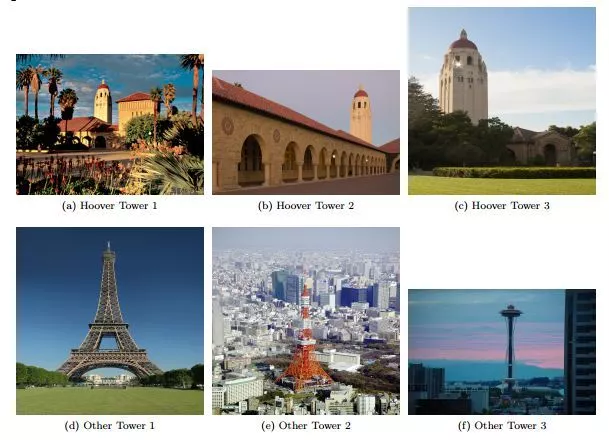 (a) Hoover Tower 1
(b) Hoover Tower 2
(c) Hoover Tower 3
(d) Other Tower 1
(e) Other Tower 2
(f) Other Tower 3